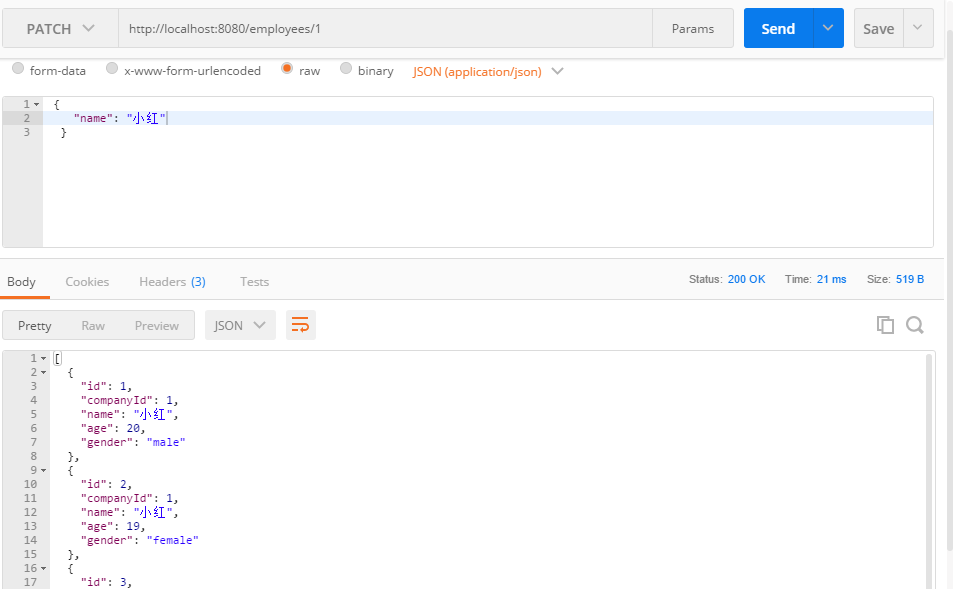 PATCH http://localhost:8080/employees/1 Params Send Save
form-data x-www-form-urlencoded raw binary JSON (application/json)
1 {
2 "name": "小红"
3 }
Body Cookies Headers (3) Tests Status: 200 OK Time: 21 ms Size: 519 B
Pretty Raw Preview JSON
1 [
2 {
3 "id": 1,
4 "companyId": 1,
5 "name": "小红",
6 "age": 20,
7 "gender": "male"
8 },
9 {
10 "id": 2,
11 "companyId": 1,
12 "name": "小红",
13 "age": 19,
14 "gender": "female"
15 },
16 {
17 "id": 3,